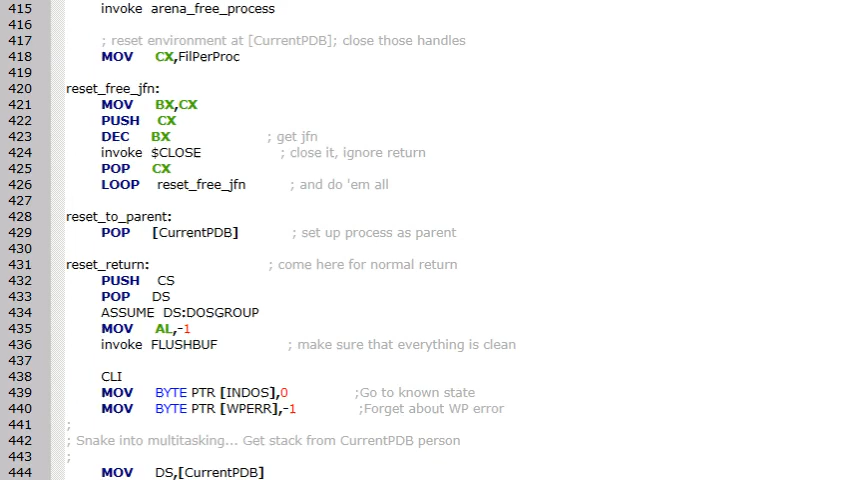 415 invoke arena_free_process
416
417 ; reset environment at [CurrentPDB]; close those handles
418 MOV CX,FilPerProc
419
420 reset_free_jfn:
421 MOV BX,CX
422 PUSH CX
423 DEC BX ; get jfn
424 invoke $CLOSE ; close it, ignore return
425 POP CX
426 LOOP reset_free_jfn ; and do 'em all
427
428 reset_to_parent:
429 POP [CurrentPDB] ; set up process as parent
430
431 reset_return: ; come here for normal return
432 PUSH CS
433 POP DS
434 ASSUME DS:DOSGROUP
435 MOV AL,-1
436 invoke FLUSHBUF ; make sure that everything is clean
437
438 CLI
439 MOV BYTE PTR [INDOS],0 ;Go to known state
440 MOV BYTE PTR [WPERR],-1 ;Forget about WP error
441 ;
442 ; Snake into multitasking... Get stack from CurrentPDB person
443 ;
444 MOV DS,[CurrentPDB]